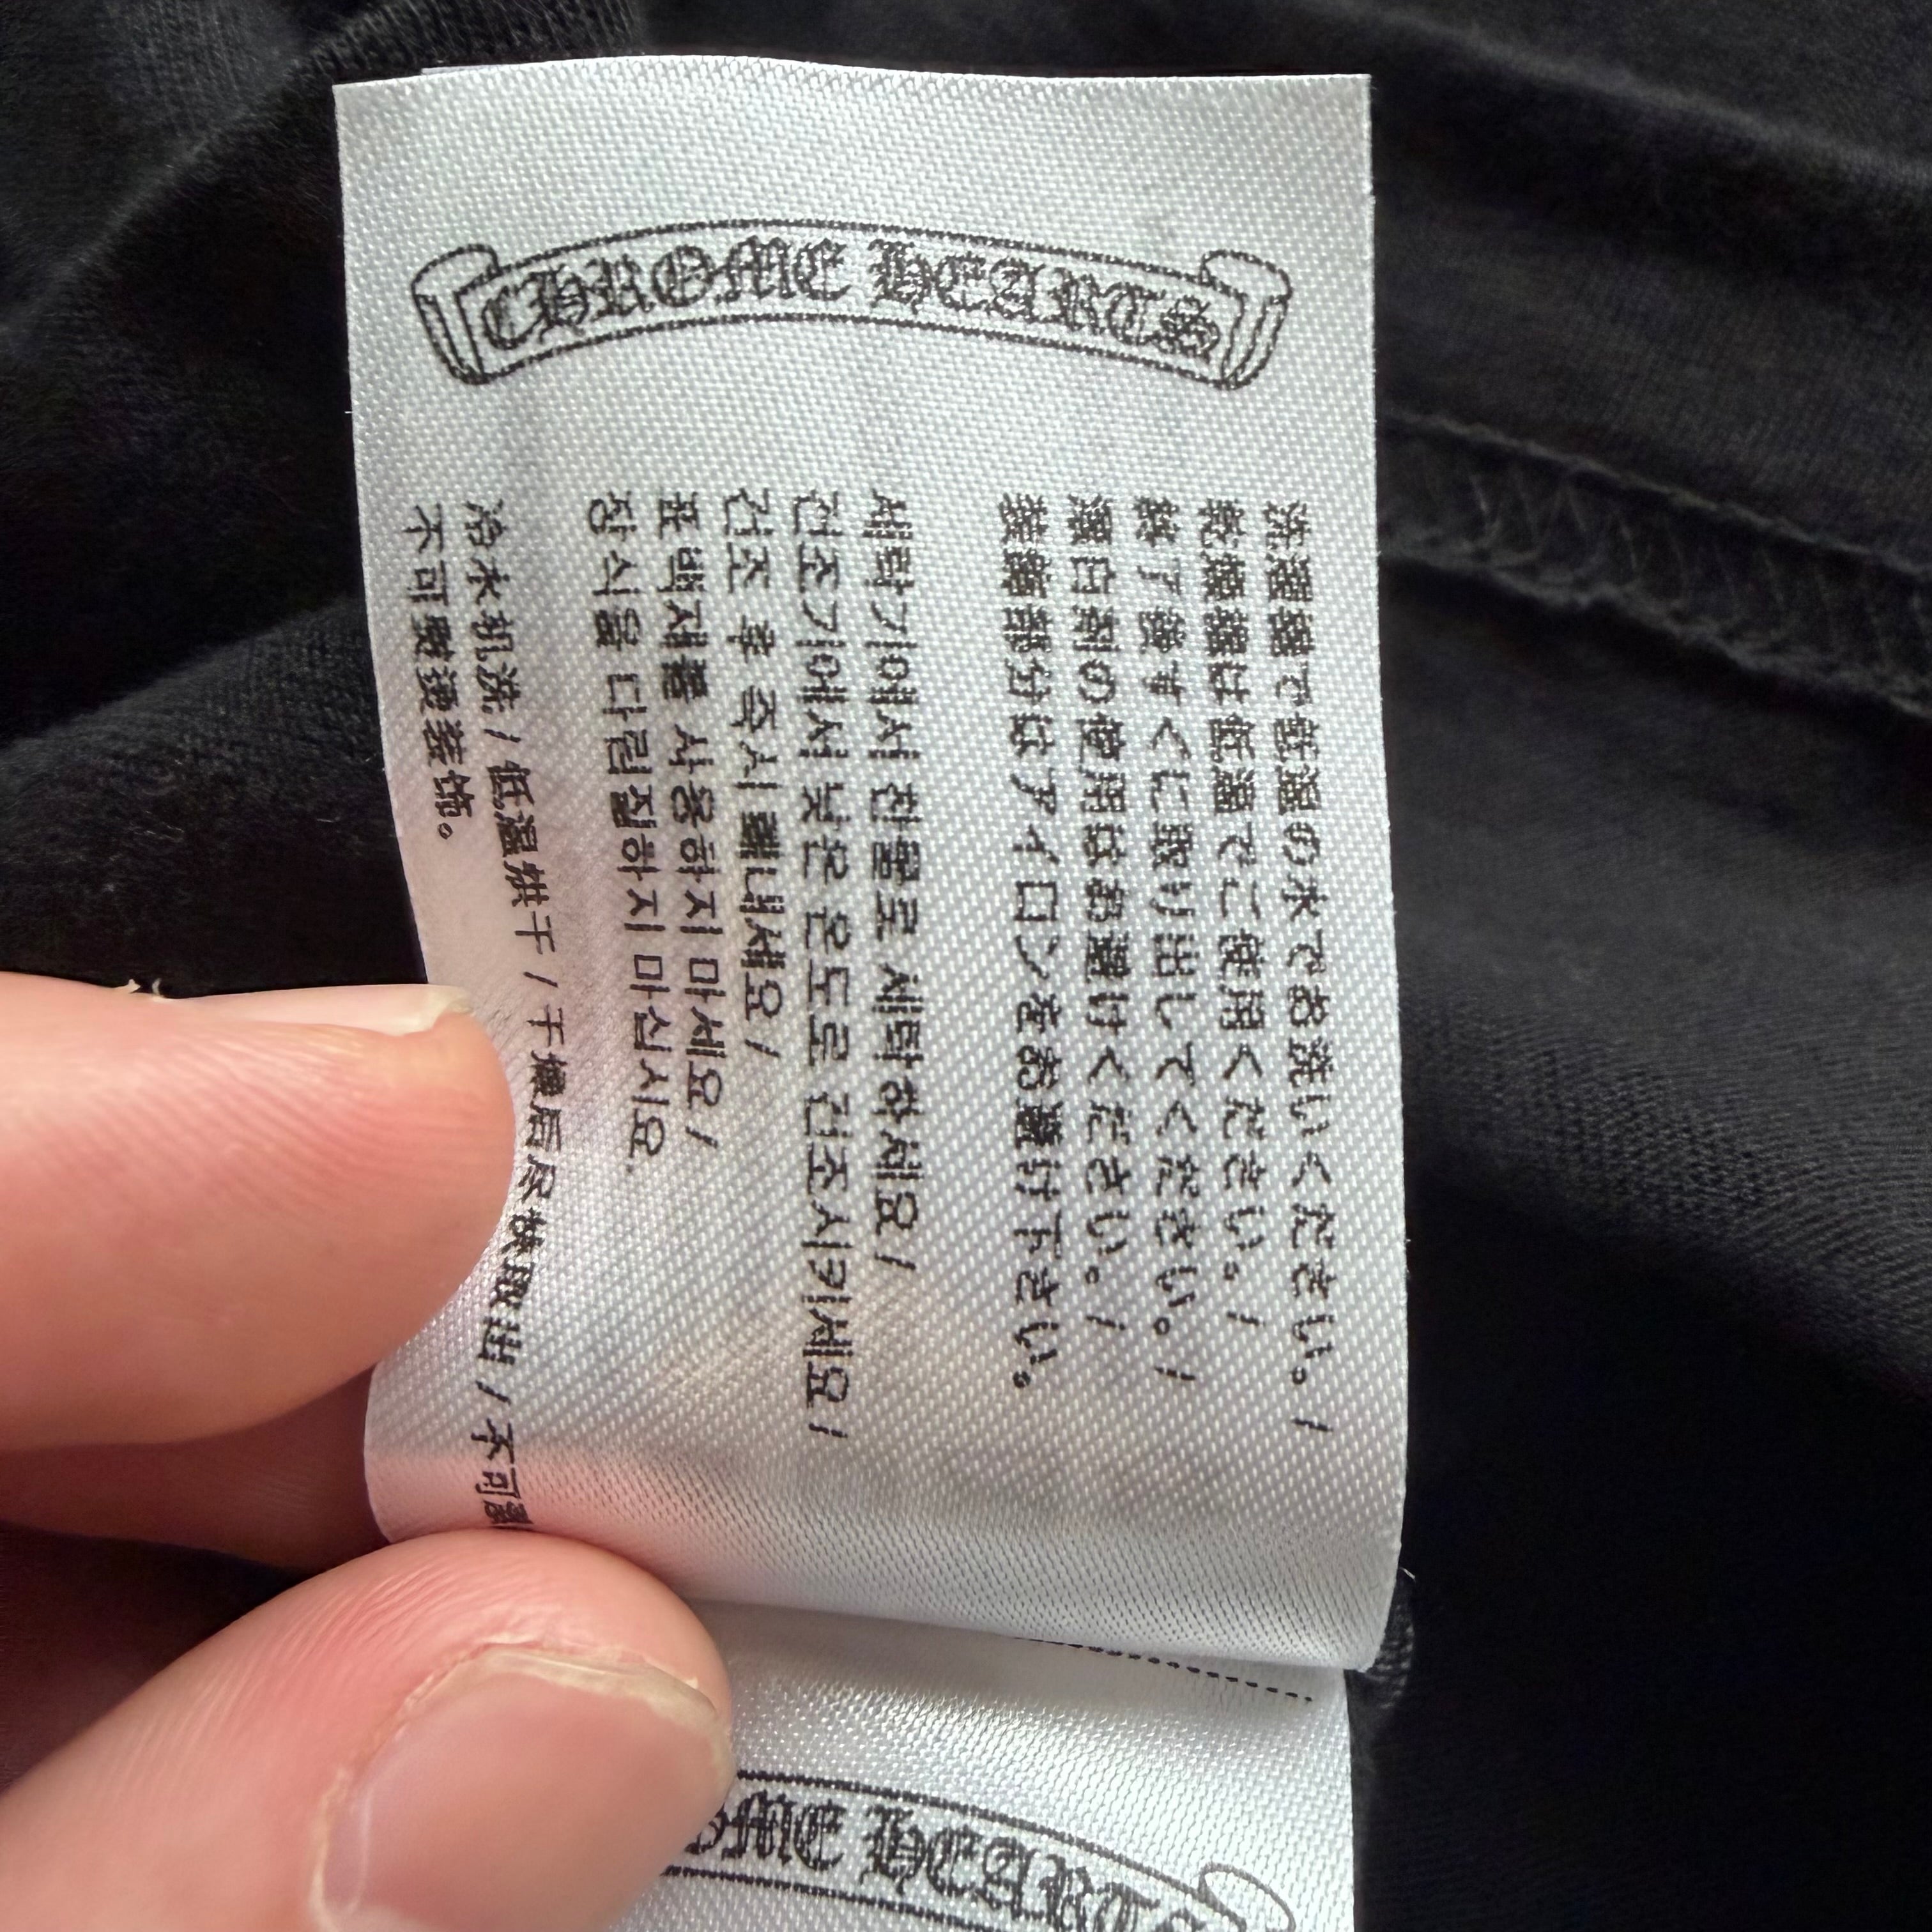 CHROME HEARTS
洗濯機で低温の水でお洗いください。/
乾燥機は低温でご使用ください。/
終了後すぐに取り出してください。/
漂白剤の使用はお避けください。/
装飾部分はアイロンをお避け下さい。
세탁기에서 찬물로 세탁하세요 /
건조기에서 낮은 온도로 건조시키세요 /
건조 후 즉시 빼내세요 /
표백제를 사용하지 마세요 /
장식을 다림질하지 마십시오.
冷水机洗 / 低温烘干 / 干燥后尽快取出 / 不可
不可熨烫装饰。
HEARTS